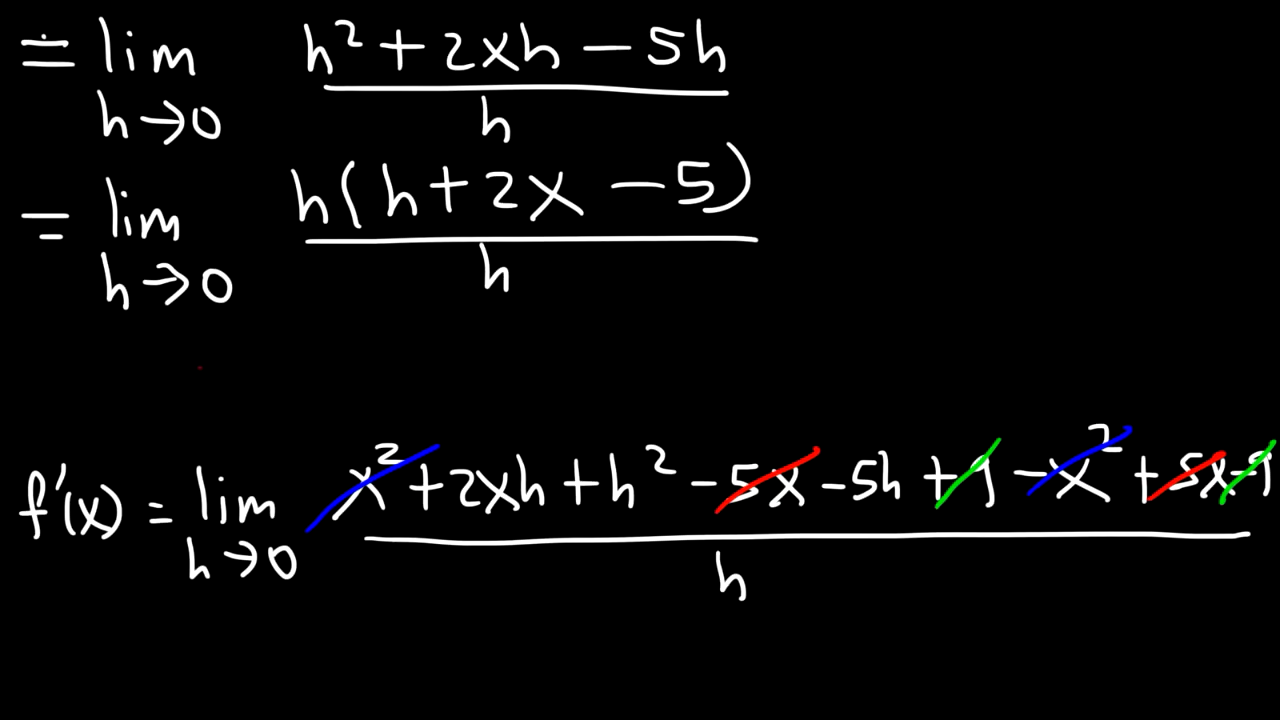 = lim h→0 (h² + 2xh − 5h) / h
= lim h→0 h(h + 2x − 5) / h
f'(x) = lim h→0 (x² + 2xh + h² − 5x − 5h + 9 − x² + 5x − 9) / h